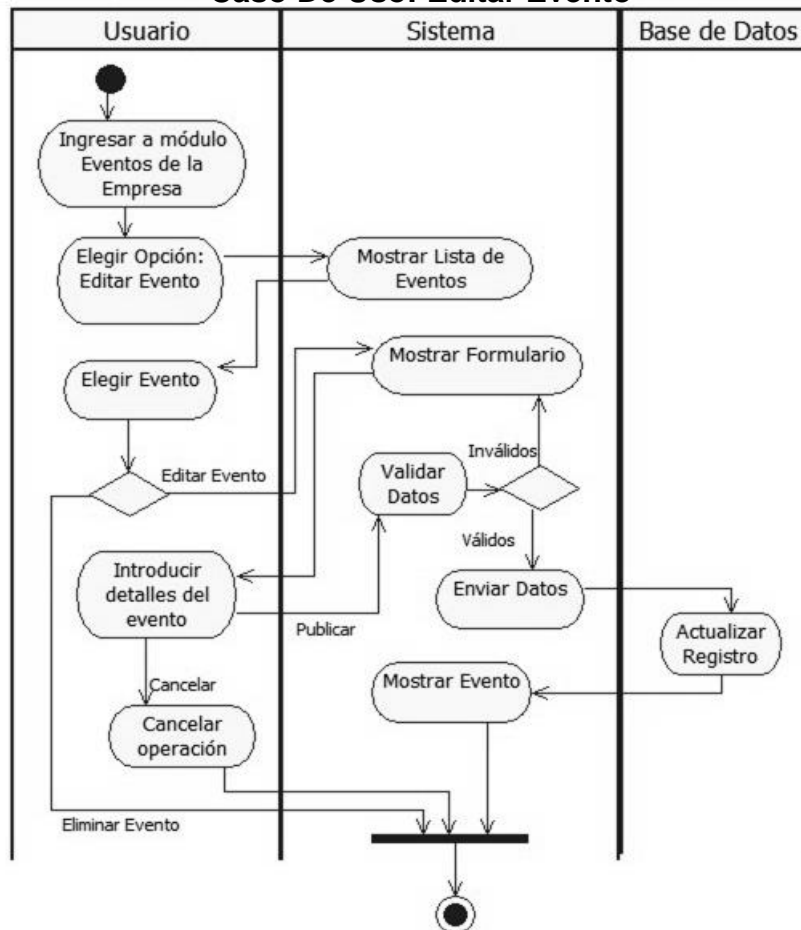 Caso De Uso: Editar Evento
Usuario
Sistema
Base de Datos
Ingresar a módulo
Eventos de la
Empresa
Elegir Opción:
Editar Evento
Mostrar Lista de
Eventos
Elegir Evento
Mostrar Formulario
Editar Evento
Inválidos
Validar
Datos
Válidos
Introducir
detalles del
evento
Enviar Datos
Publicar
Actualizar
Registro
Cancelar
Mostrar Evento
Cancelar
operación
Eliminar Evento